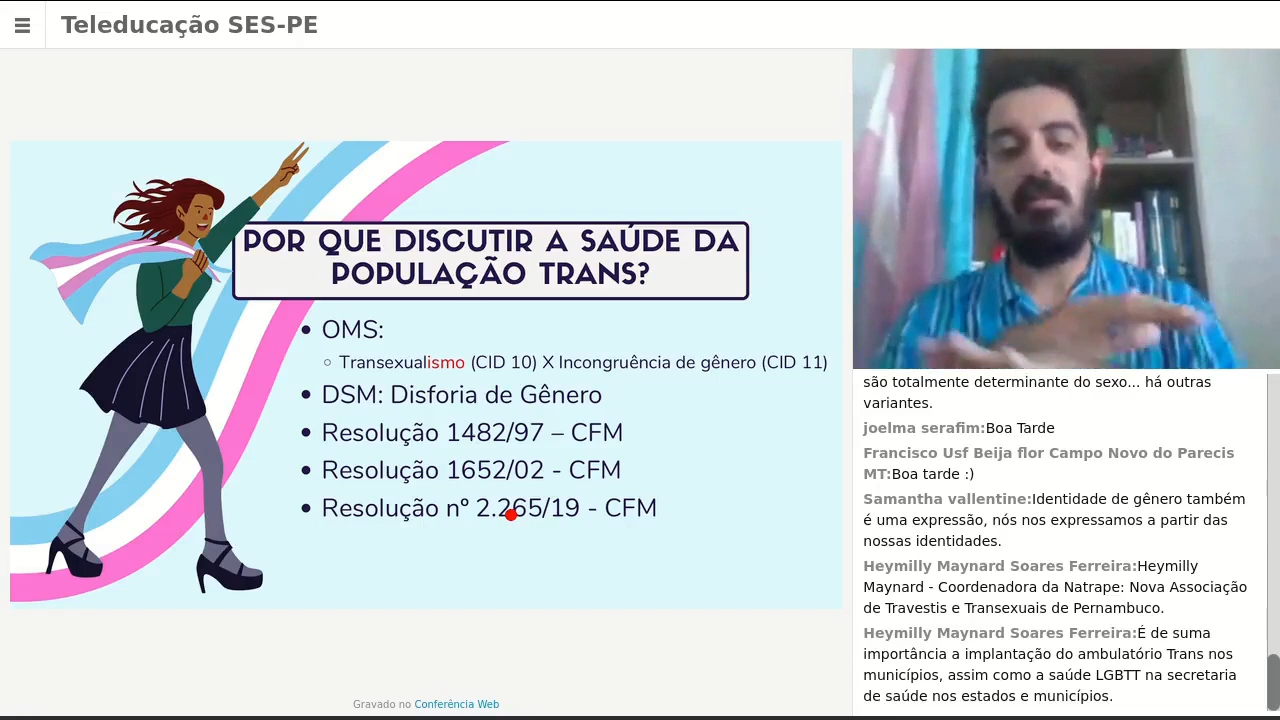 Teleducação SES-PE
POR QUE DISCUTIR A SAÚDE DA
POPULAÇÃO TRANS?
• OMS:
○ Transexualismo (CID 10) X Incongruência de gênero (CID 11)
• DSM: Disforia de Gênero
• Resolução 1482/97 – CFM
• Resolução 1652/02 - CFM
• Resolução nº 2.265/19 - CFM
Gravado no Conferência Web
são totalmente determinante do sexo... há outras
variantes.
joelma serafim:Boa Tarde
Francisco Usf Beija flor Campo Novo do Parecis
MT:Boa tarde :)
Samantha vallentine:Identidade de gênero também
é uma expressão, nós nos expressamos a partir das
nossas identidades.
Heymilly Maynard Soares Ferreira:Heymilly
Maynard - Coordenadora da Natrape: Nova Associação
de Travestis e Transexuais de Pernambuco.
Heymilly Maynard Soares Ferreira:É de suma
importância a implantação do ambulatório Trans nos
municípios, assim como a saúde LGBTT na secretaria
de saúde nos estados e municípios.